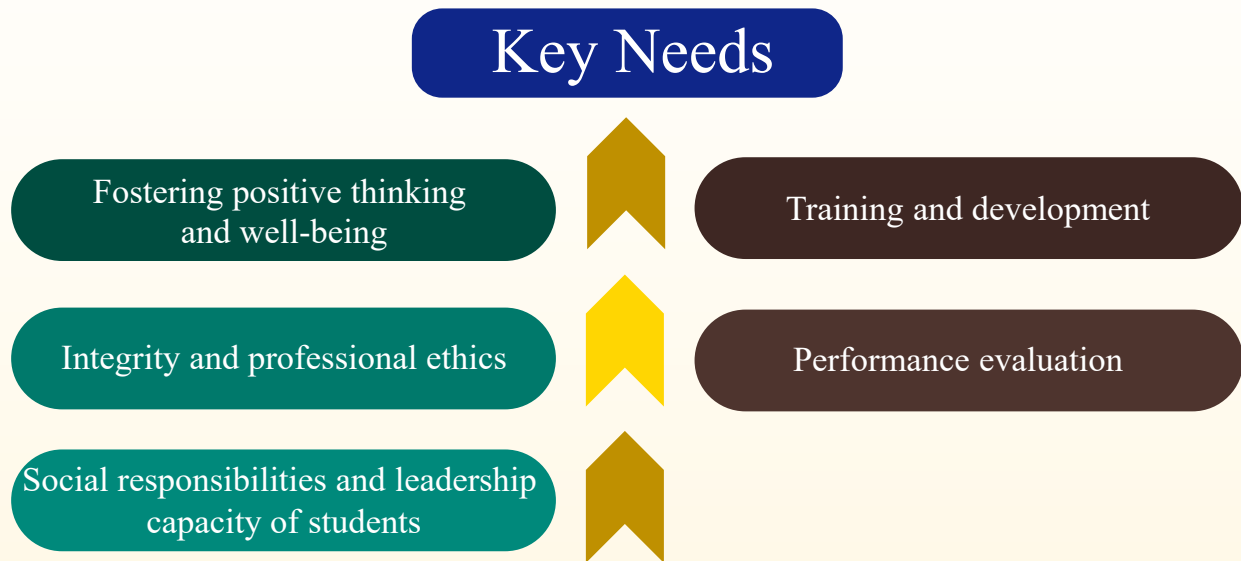 Key Needs
Fostering positive thinking
and well-being
Training and development
Integrity and professional ethics
Performance evaluation
Social responsibilities and leadership
capacity of students